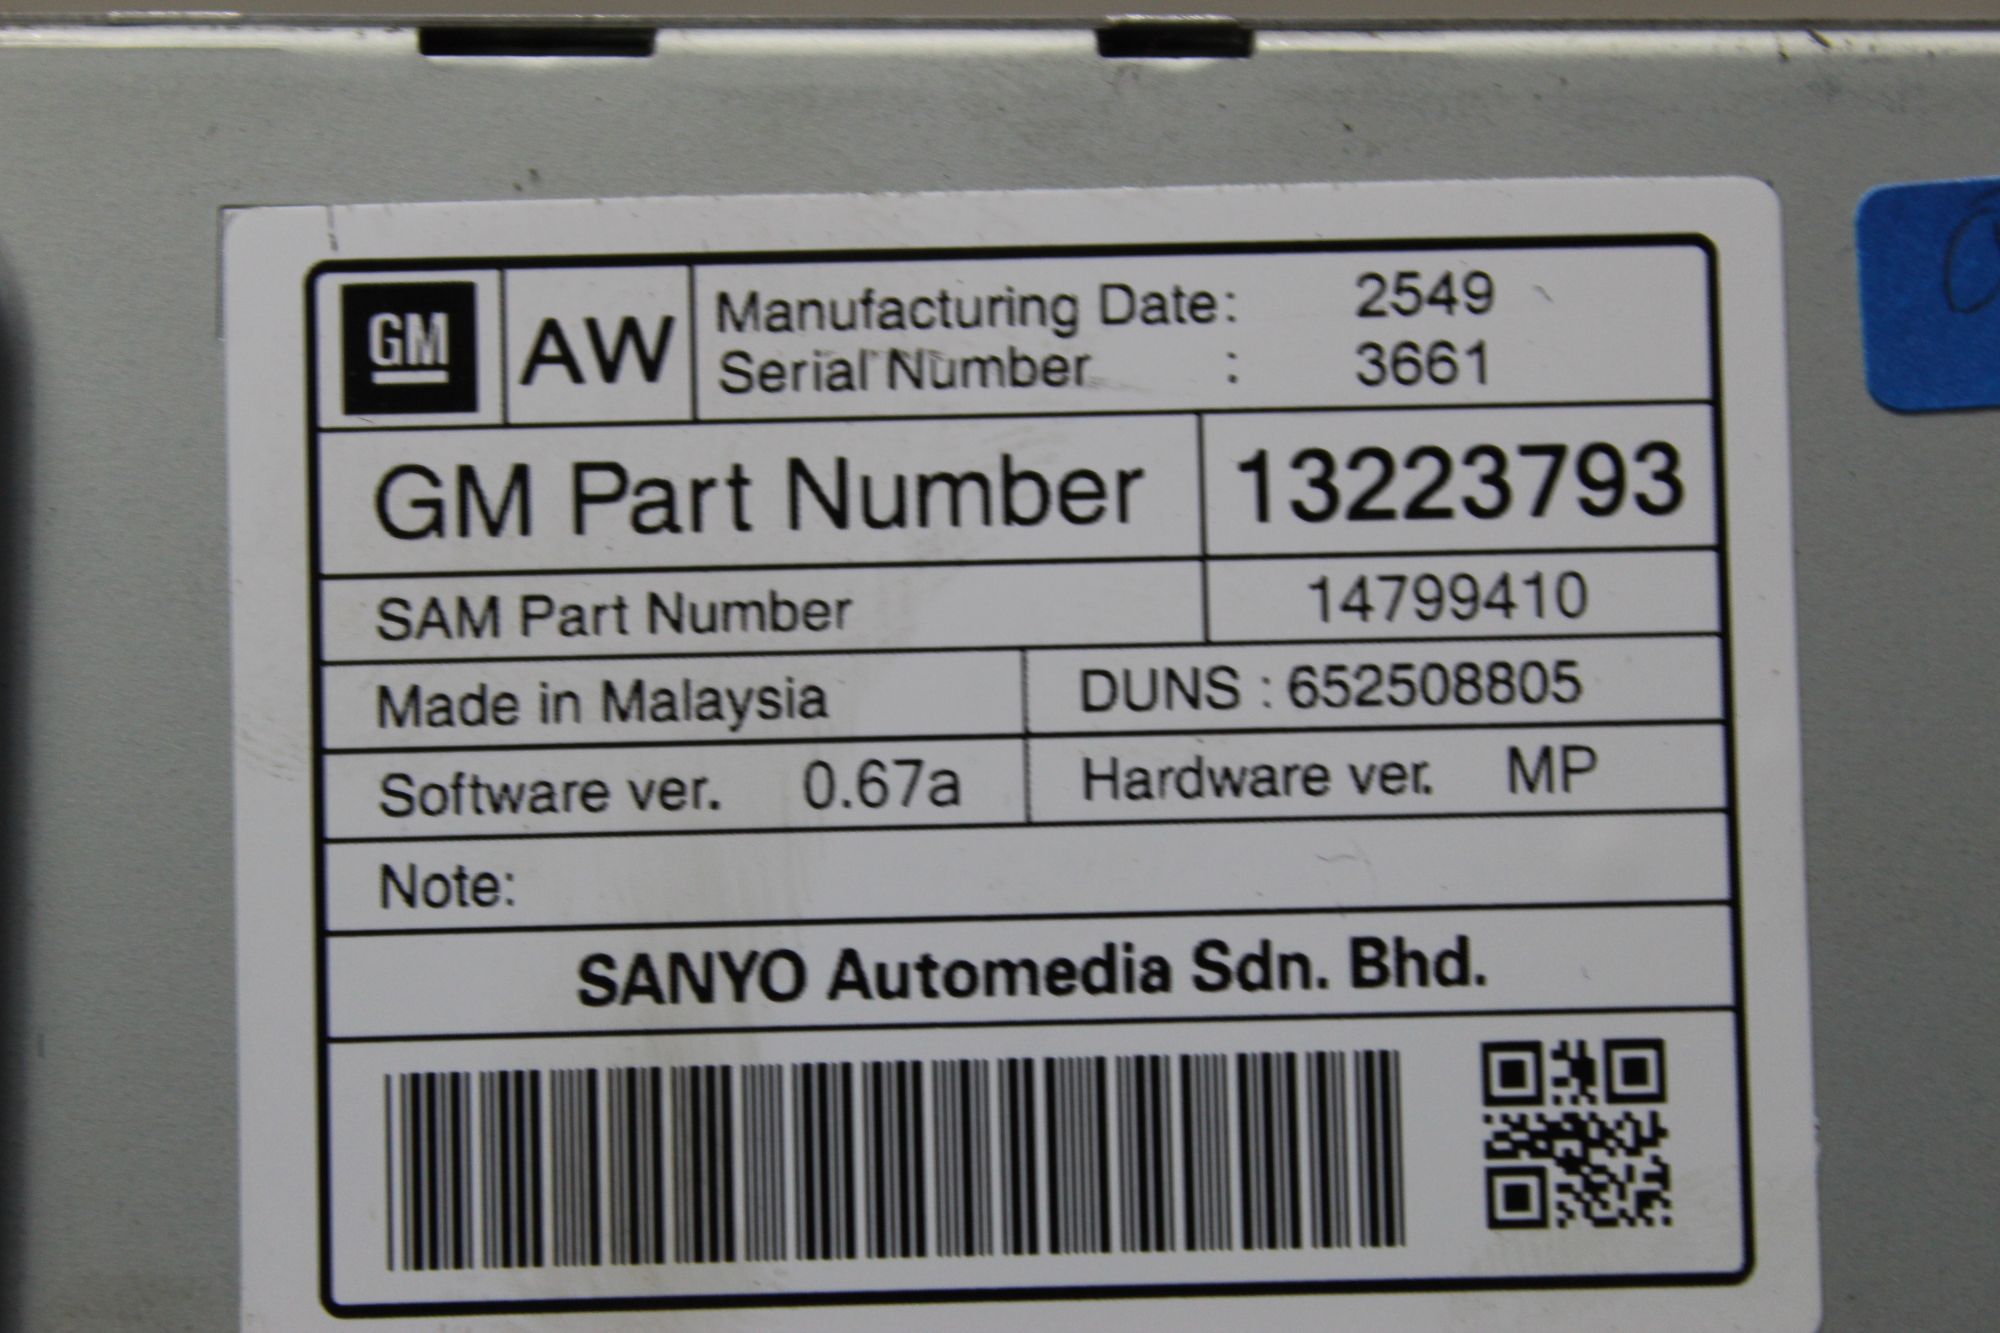 GM AW Manufacturing Date: 2549
Serial Number : 3661
GM Part Number 13223793
SAM Part Number 14799410
Made in Malaysia DUNS : 652508805
Software ver. 0.67a Hardware ver. MP
Note:
SANYO Automedia Sdn. Bhd.